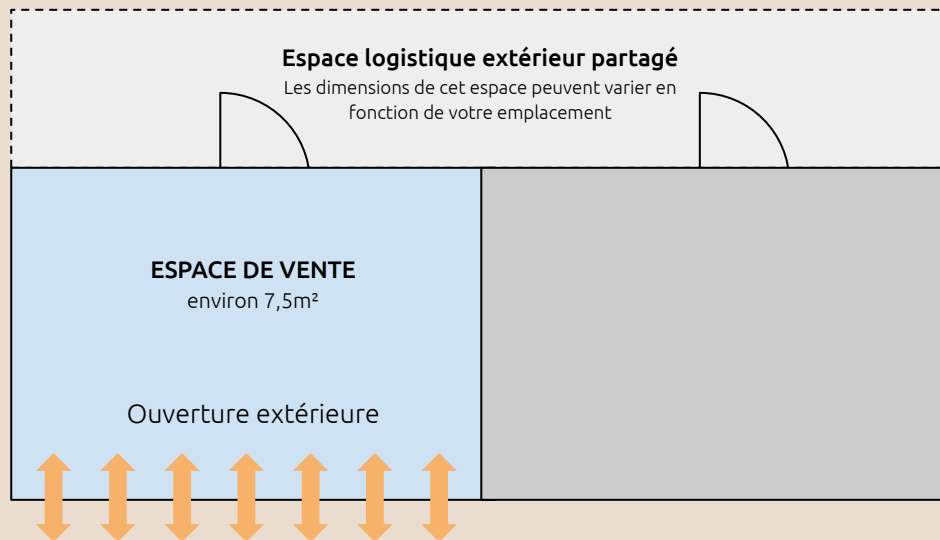 Espace logistique extérieur partagé
Les dimensions de cet espace peuvent varier en
fonction de votre emplacement
ESPACE DE VENTE
environ 7,5m²
Ouverture extérieure